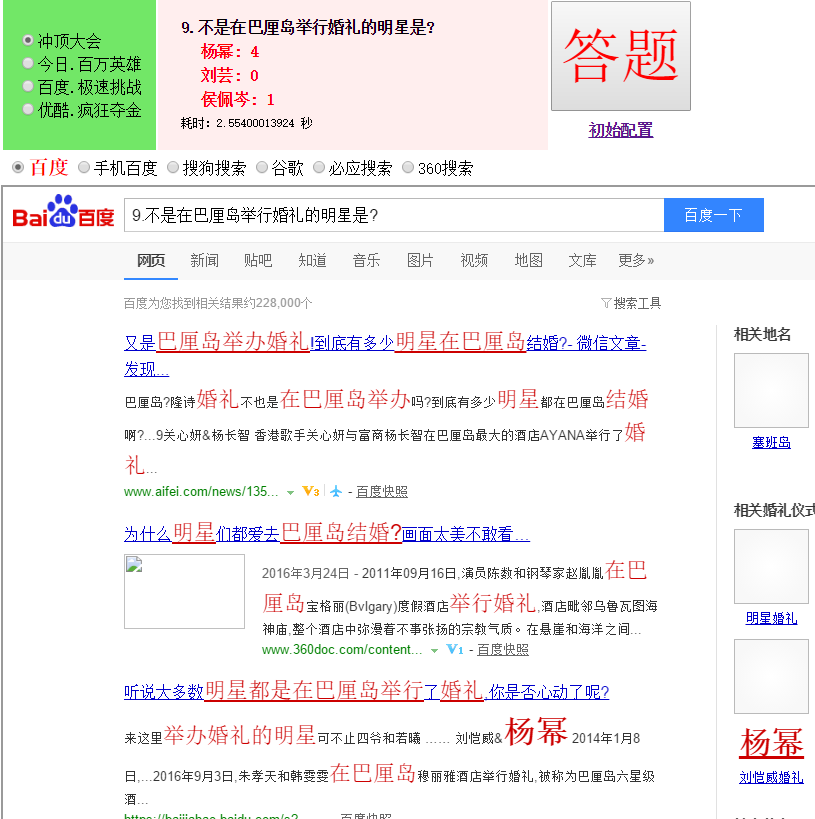 冲顶大会
今日.百万英雄
百度.极速挑战
优酷.疯狂夺金
9.不是在巴厘岛举行婚礼的明星是?
杨幂: 4
刘芸: 0
侯佩岑: 1
耗时: 2.55400013924 秒
答题
初始配置
百度 手机百度 搜狗搜索 谷歌 必应搜索 360搜索
Bai du 百度 9.不是在巴厘岛举行婚礼的明星是? 百度一下
网页 新闻 贴吧 知道 音乐 图片 视频 地图 文库 更多»
百度为您找到相关结果约228,000个 搜索工具
又是巴厘岛举办婚礼!到底有多少明星在巴厘岛结婚?- 微信文章-
发现...
巴厘岛?隆诗婚礼不也是在巴厘岛举办吗?到底有多少明星都在巴厘岛结婚
啊?...9关心妍&杨长智 香港歌手关心妍与富商杨长智在巴厘岛最大的酒店AYANA举行了婚
礼...
www.aifei.com/news/135... V3 - 百度快照
为什么明星们都爱去巴厘岛结婚?画面太美不敢看...
2016年3月24日 - 2011年09月16日,演员陈数和钢琴家赵胤胤在巴
厘岛宝格丽(Bvlgary)度假酒店举行婚礼,酒店毗邻乌鲁瓦图海
神庙,整个酒店中弥漫着不事张扬的宗教气质。在悬崖和海洋之间...
www.360doc.com/content... V1 - 百度快照
听说大多数明星都是在巴厘岛举行了婚礼,你是否心动了呢?
来这里举办婚礼的明星可不止四爷和若曦 …… 刘恺威&杨幂 2014年1月8
日,...2016年9月3日,朱孝天和韩雯雯在巴厘岛穆丽雅酒店举行婚礼,被称为巴厘岛六星级
酒...
相关地名
塞班岛
相关婚礼仪式
明星婚礼
杨幂
刘恺威婚礼